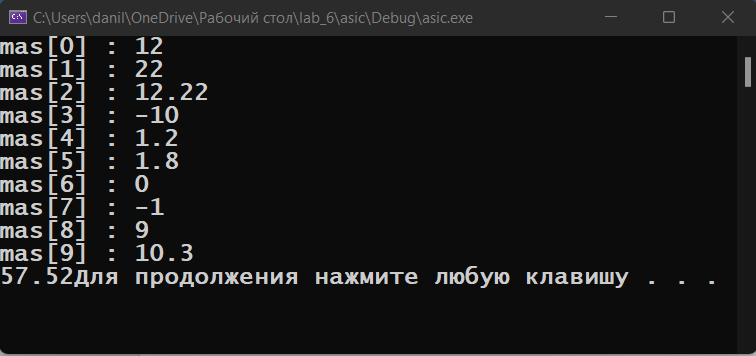 C:\Users\danil\OneDrive\Рабочий стол\lab_6\asic\Debug\asic.exe
mas[0] : 12
mas[1] : 22
mas[2] : 12.22
mas[3] : -10
mas[4] : 1.2
mas[5] : 1.8
mas[6] : 0
mas[7] : -1
mas[8] : 9
mas[9] : 10.3
57.52Для продолжения нажмите любую клавишу . . .